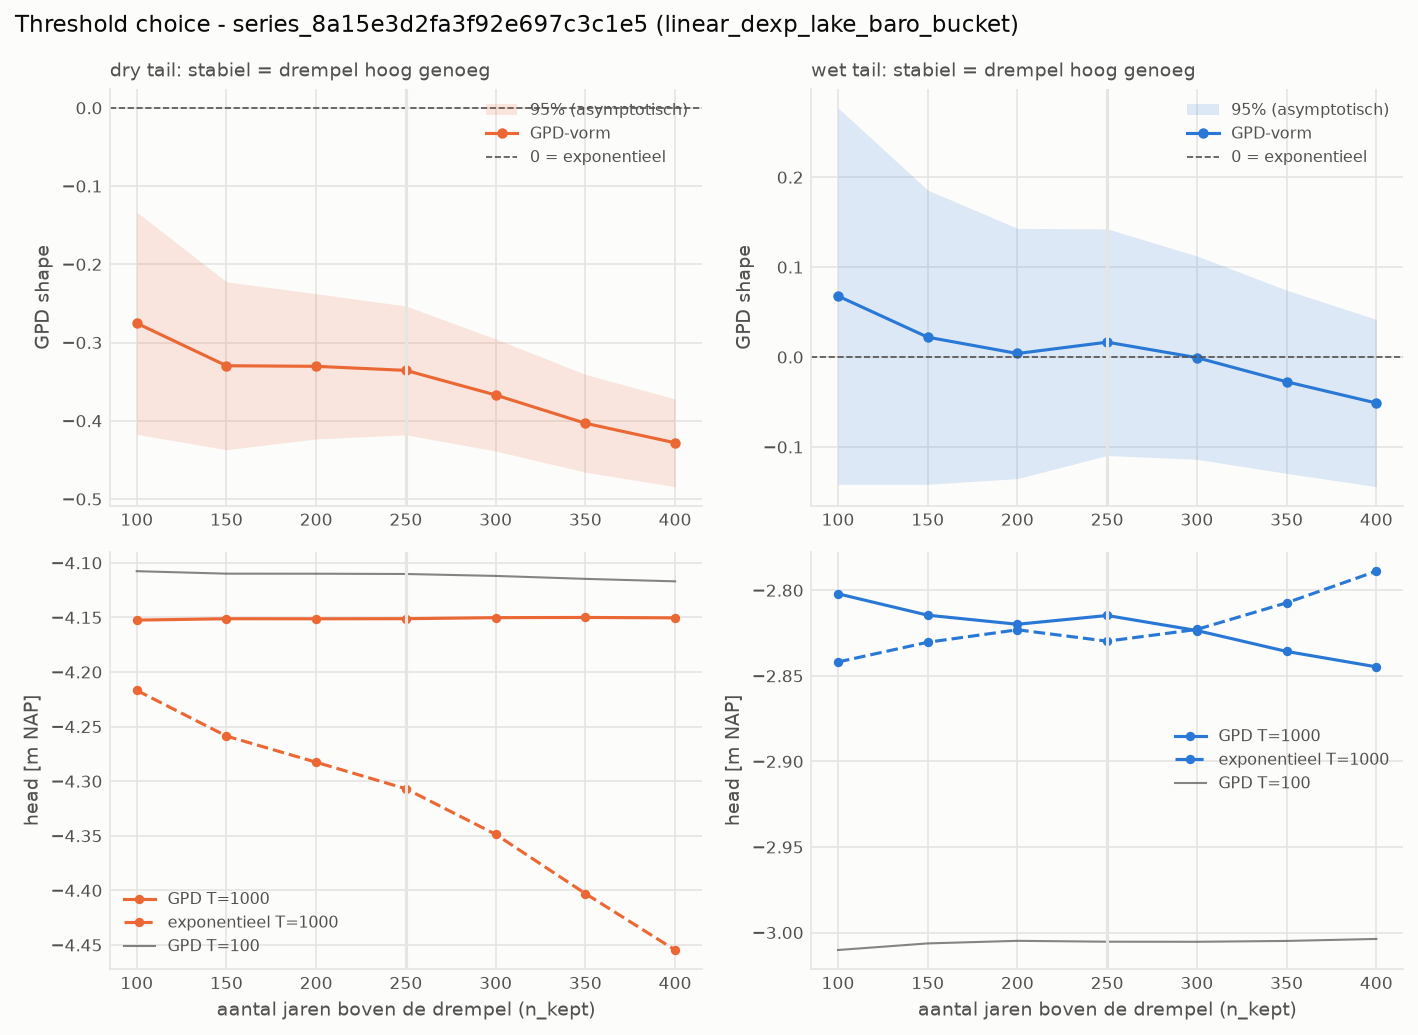 Threshold choice - series_8a15e3d2fa3f92e697c3c1e5 (linear_dexp_lake_baro_bucket)
dry tail: stabiel = drempel hoog genoeg
0.0
−0.1
−0.2
−0.3
−0.4
−0.5
GPD shape
95% (asymptotisch)
GPD-vorm
0 = exponentieel
100 150 200 250 300 350 400
wet tail: stabiel = drempel hoog genoeg
0.2
0.1
0.0
−0.1
GPD shape
95% (asymptotisch)
GPD-vorm
0 = exponentieel
100 150 200 250 300 350 400
−4.10
−4.15
−4.20
−4.25
−4.30
−4.35
−4.40
−4.45
head [m NAP]
GPD T=1000
exponentieel T=1000
GPD T=100
100 150 200 250 300 350 400
aantal jaren boven de drempel (n_kept)
−2.80
−2.85
−2.90
−2.95
−3.00
head [m NAP]
GPD T=1000
exponentieel T=1000
GPD T=100
100 150 200 250 300 350 400
aantal jaren boven de drempel (n_kept)